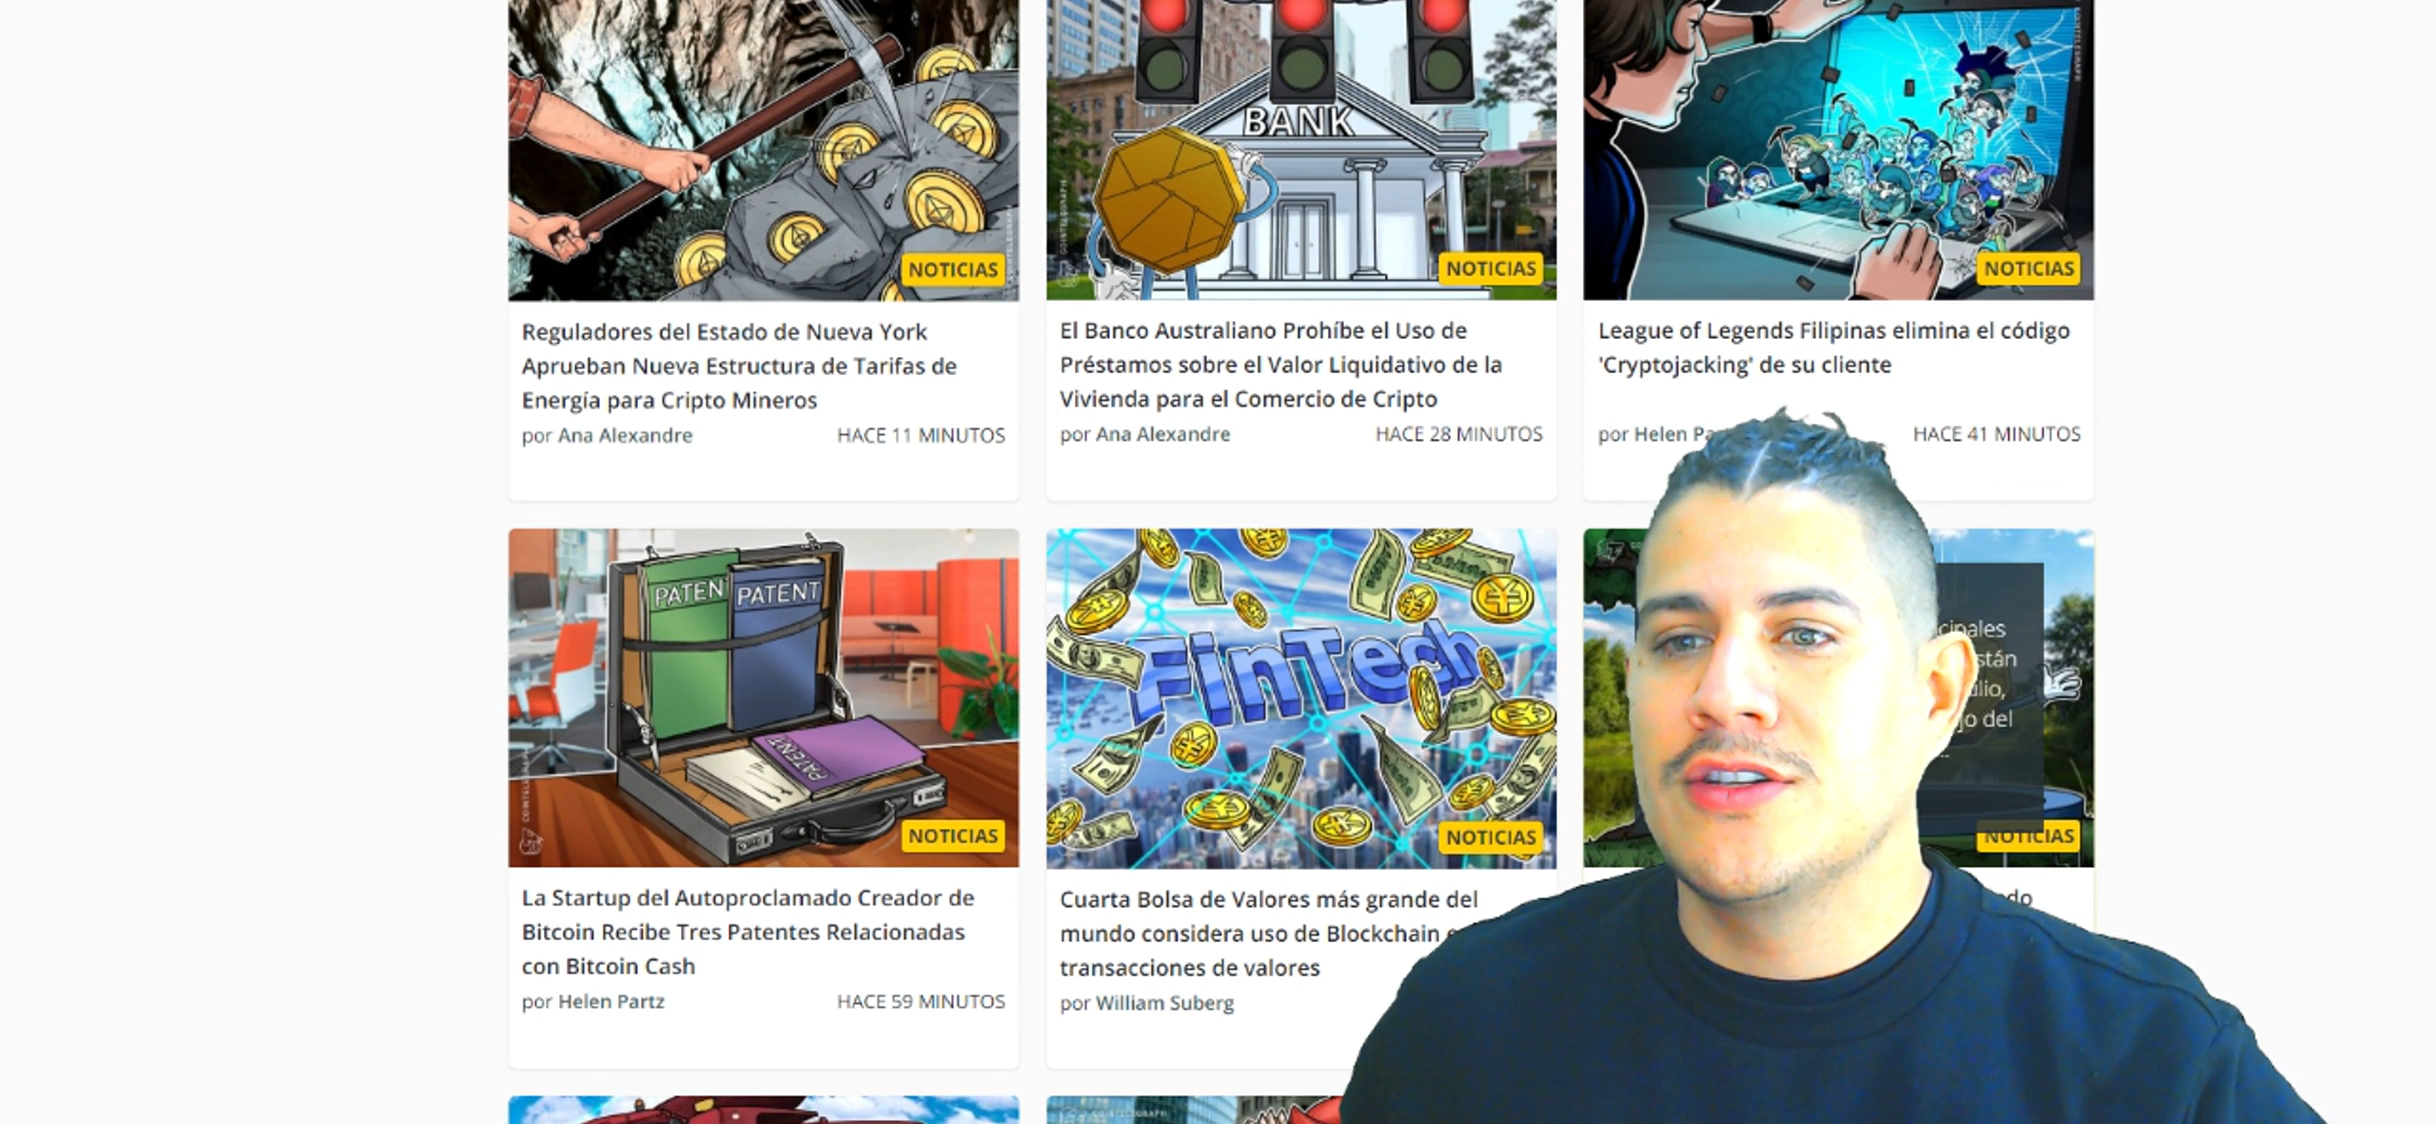 BANK
NOTICIAS
NOTICIAS
NOTICIAS
Reguladores del Estado de Nueva York
Aprueban Nueva Estructura de Tarifas de
Energía para Cripto Mineros
por Ana Alexandre HACE 11 MINUTOS
El Banco Australiano Prohíbe el Uso de
Préstamos sobre el Valor Liquidativo de la
Vivienda para el Comercio de Cripto
por Ana Alexandre HACE 28 MINUTOS
League of Legends Filipinas elimina el código
'Cryptojacking' de su cliente
por Helen HACE 41 MINUTOS
PATEN PATENT
PATENT
COINTELEGRAPH
NOTICIAS
La Startup del Autoproclamado Creador de
Bitcoin Recibe Tres Patentes Relacionadas
con Bitcoin Cash
por Helen Partz HACE 59 MINUTOS
FinTech
NOTICIAS
Cuarta Bolsa de Valores más grande del
mundo considera uso de Blockchain
transacciones de valores
por William Suberg
del
NOTICIAS
COINTELEGRAPH